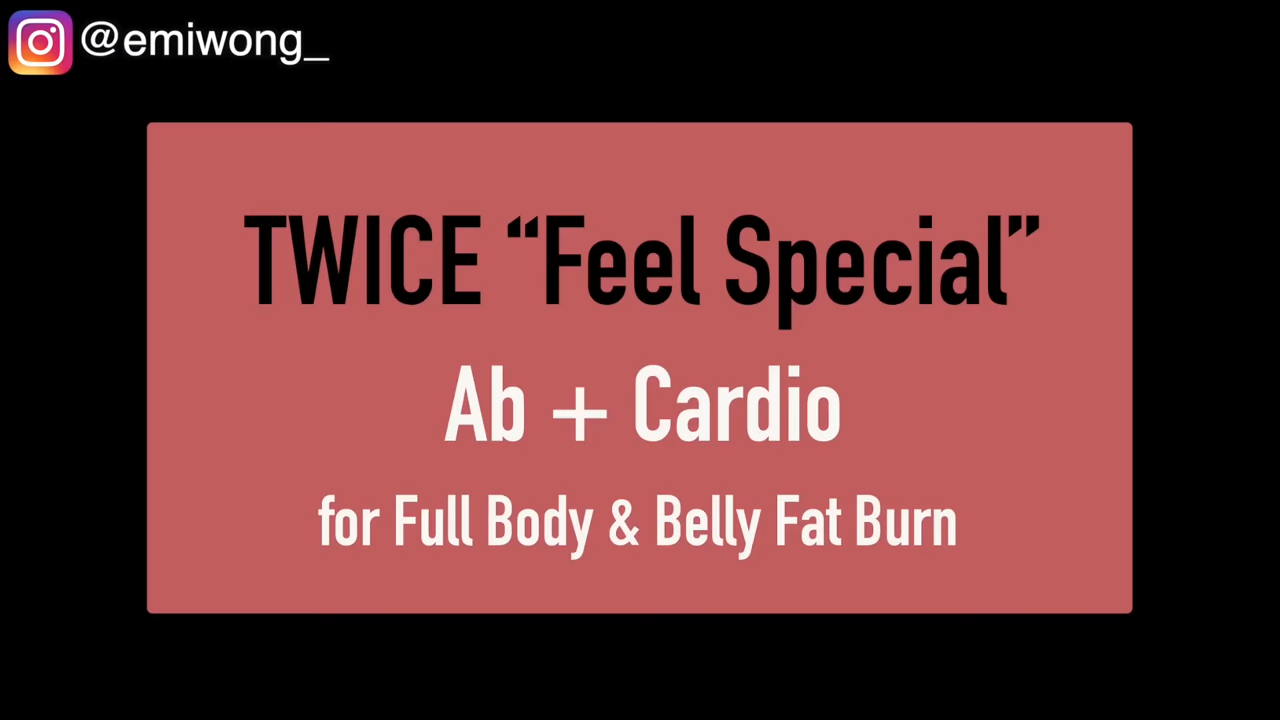 @emiwong_
TWICE “Feel Special”
Ab + Cardio
for Full Body & Belly Fat Burn